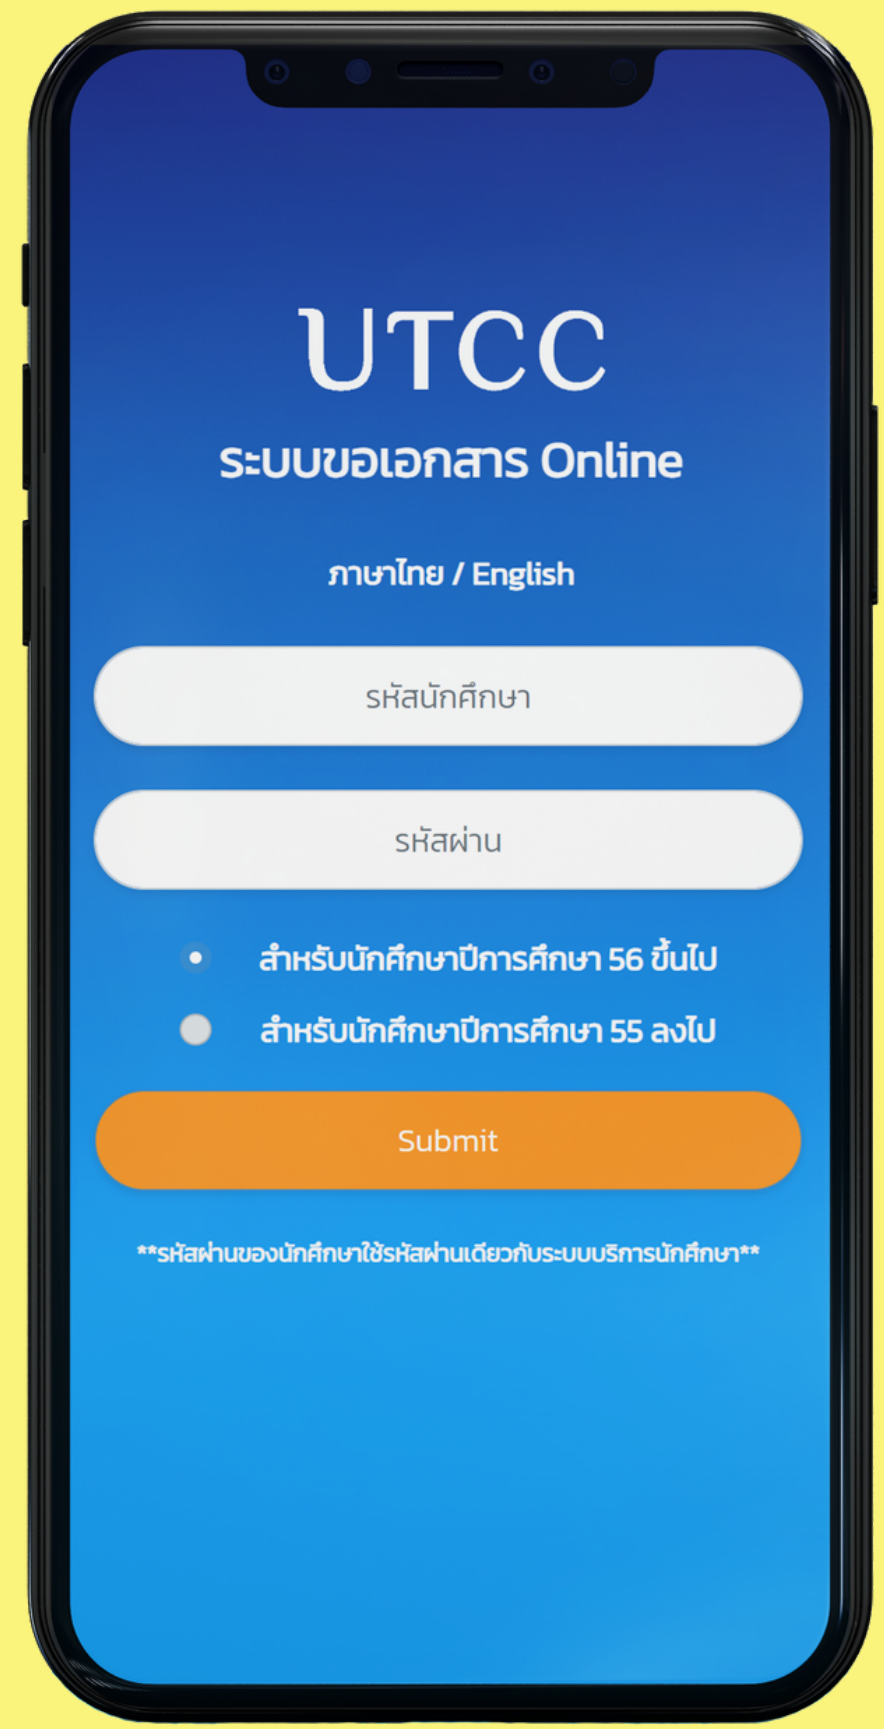 UTCC
ระบบขอเอกสาร Online
ภาษาไทย / English
รหัสนักศึกษา
รหัสผ่าน
สำหรับนักศึกษาปีการศึกษา 56 ขึ้นไป
สำหรับนักศึกษาปีการศึกษา 55 ลงไป
Submit
**รหัสผ่านของนักศึกษาใช้รหัสผ่านเดียวกับระบบบริการนักศึกษา**